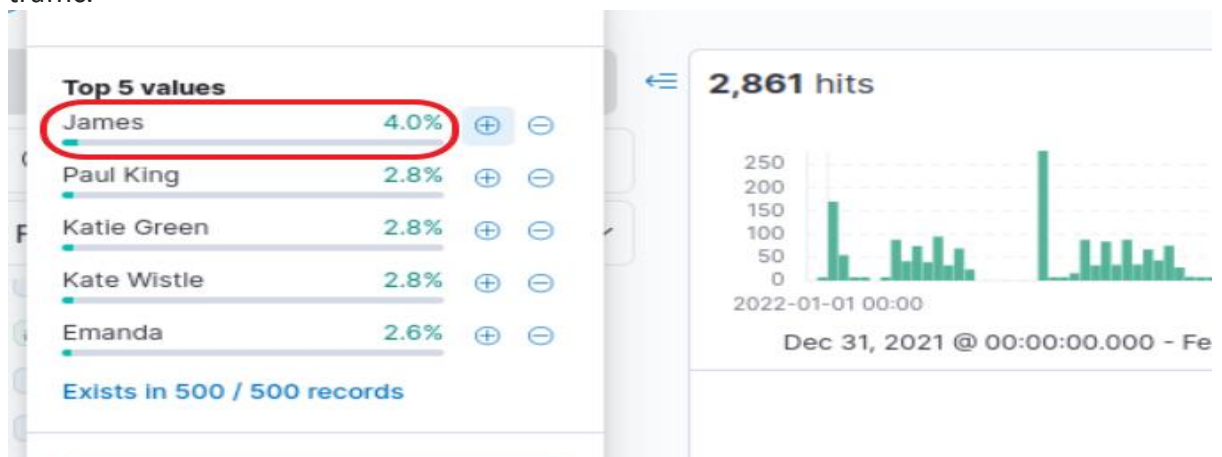 Top 5 values
James 4.0%
Paul King 2.8%
Katie Green 2.8%
Kate Wistle 2.8%
Emanda 2.6%
Exists in 500 / 500 records
2,861 hits
250
200
150
100
50
0
2022-01-01 00:00
Dec 31, 2021 @ 00:00:00.000 - Fe